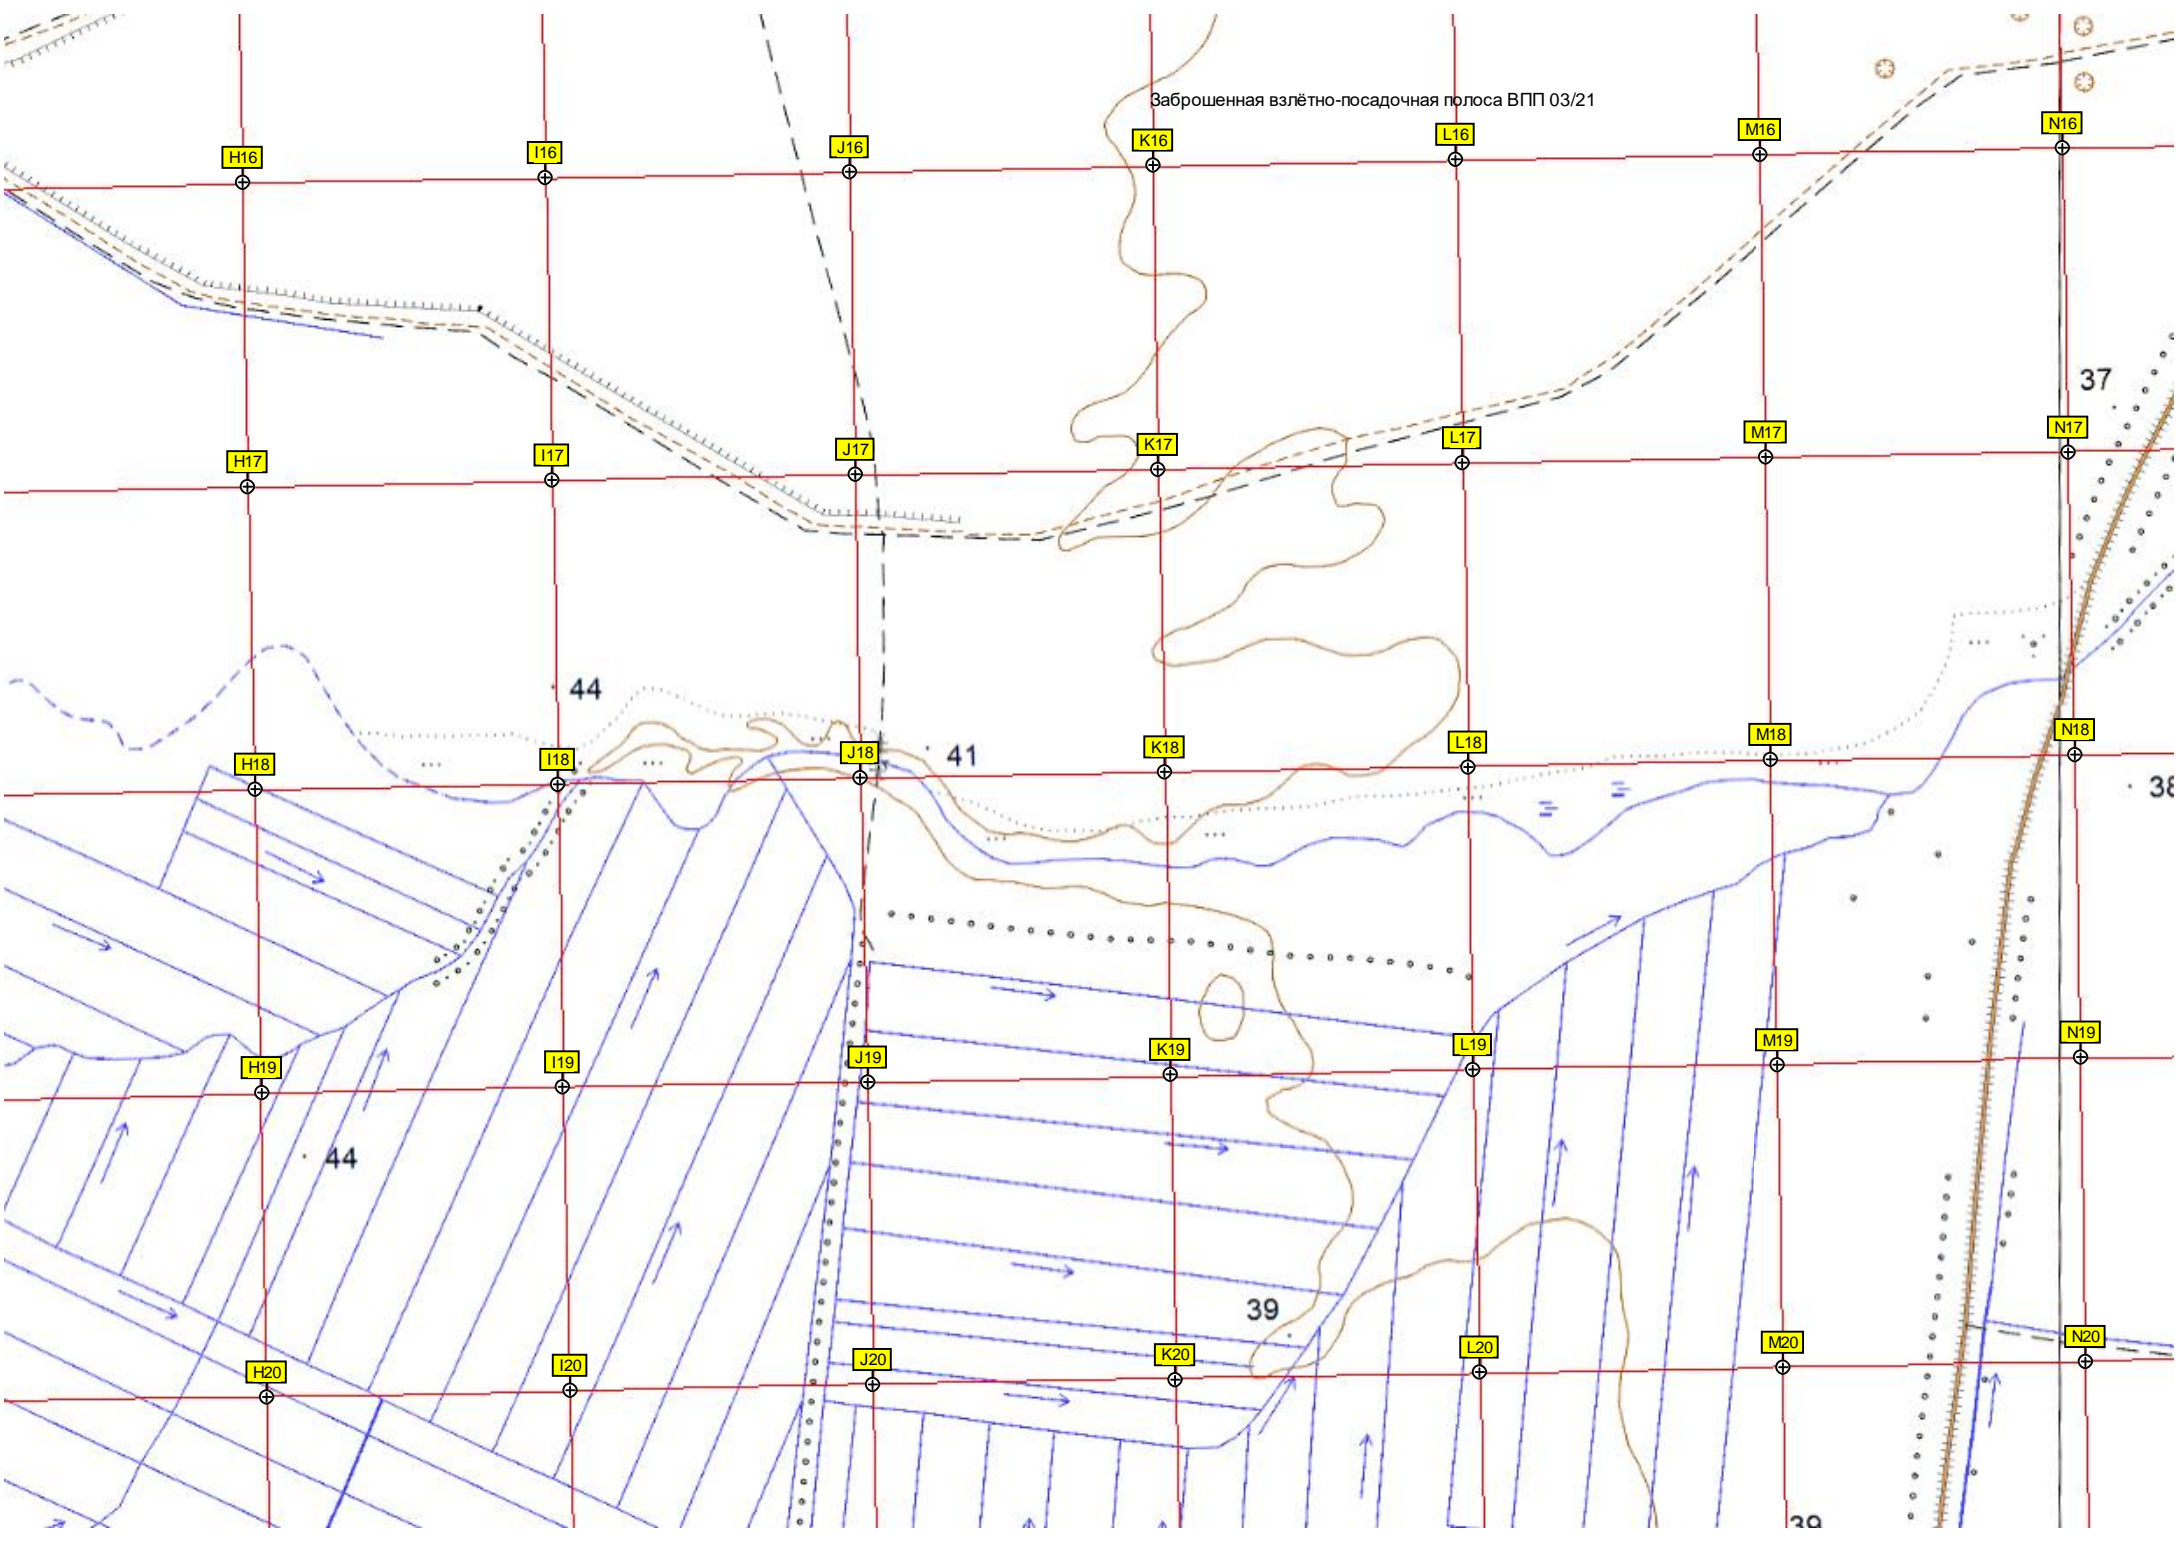 Заброшенная взлётно-посадочная полоса ВПП 03/21
H16 I16 J16 K16 L16 M16 N16
37
H17 I17 J17 K17 L17 M17 N17
44
41
H18 I18 J18 K18 L18 M18 N18
38
H19 I19 J19 K19 L19 M19 N19
44
39
H20 I20 J20 K20 L20 M20 N20
39